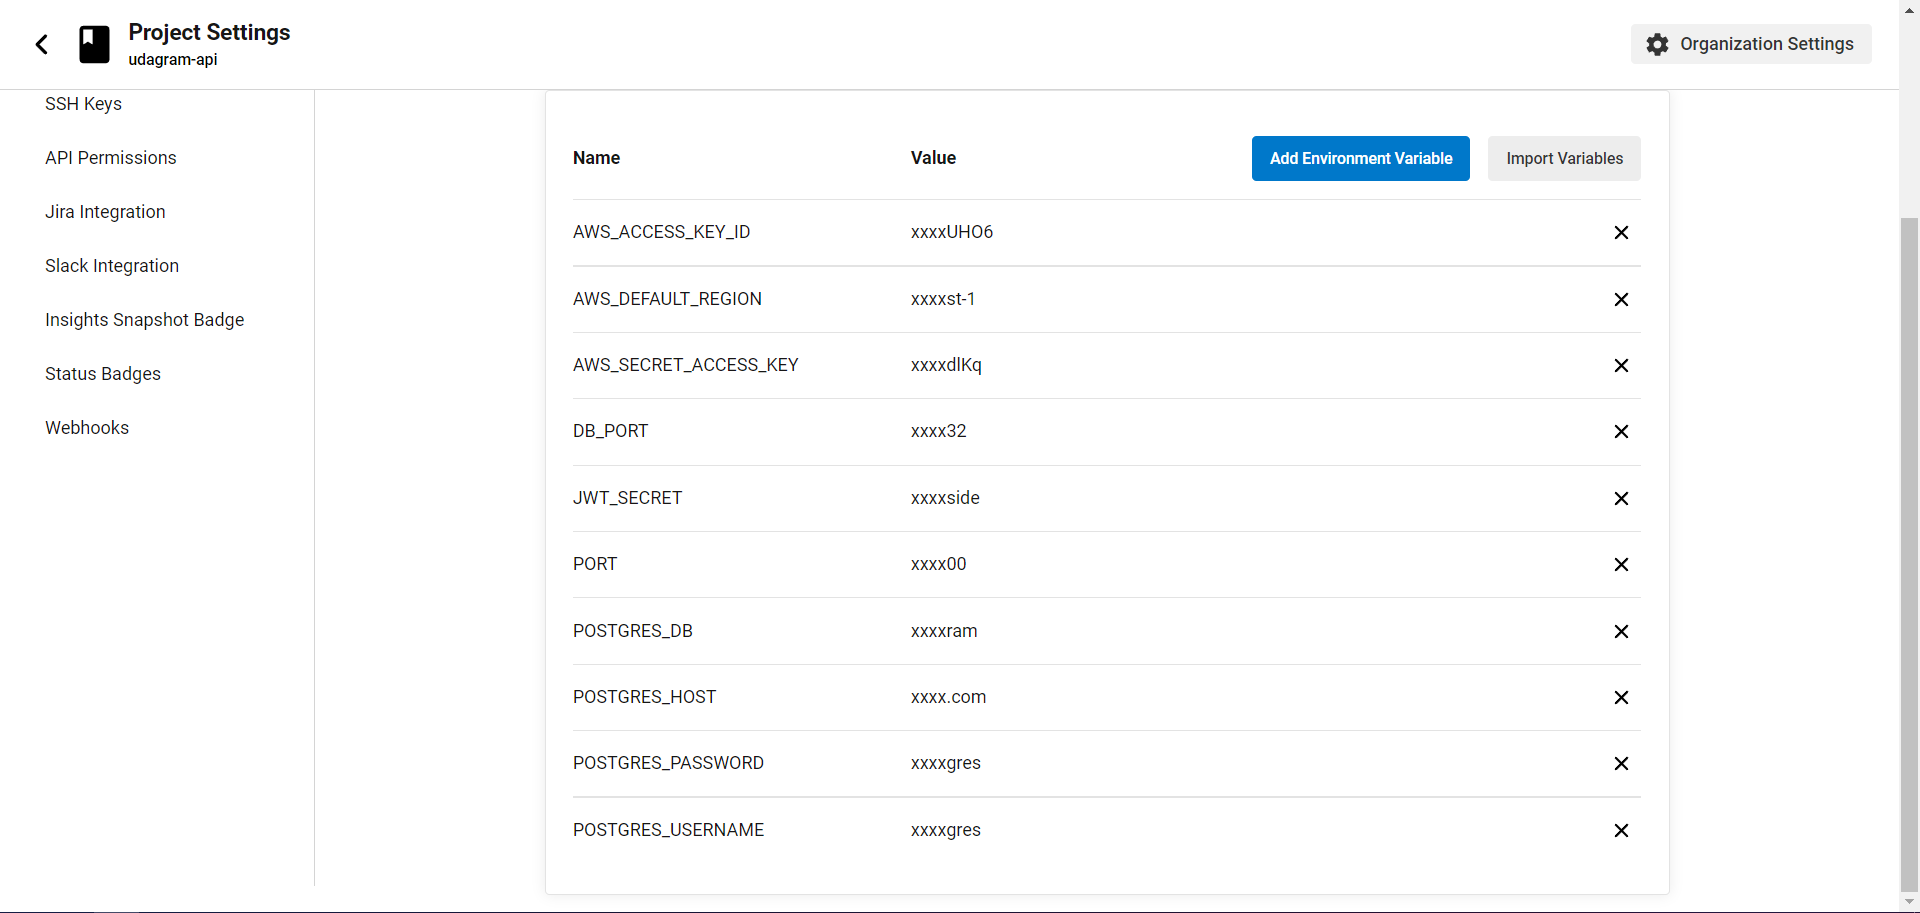 Project Settings
udagram-api
Organization Settings
SSH Keys
API Permissions
Jira Integration
Slack Integration
Insights Snapshot Badge
Status Badges
Webhooks
Name Value Add Environment Variable Import Variables
AWS_ACCESS_KEY_ID xxxxUHO6
AWS_DEFAULT_REGION xxxxst-1
AWS_SECRET_ACCESS_KEY xxxxdlKq
DB_PORT xxxx32
JWT_SECRET xxxxside
PORT xxxx00
POSTGRES_DB xxxxram
POSTGRES_HOST xxxx.com
POSTGRES_PASSWORD xxxxgres
POSTGRES_USERNAME xxxxgres